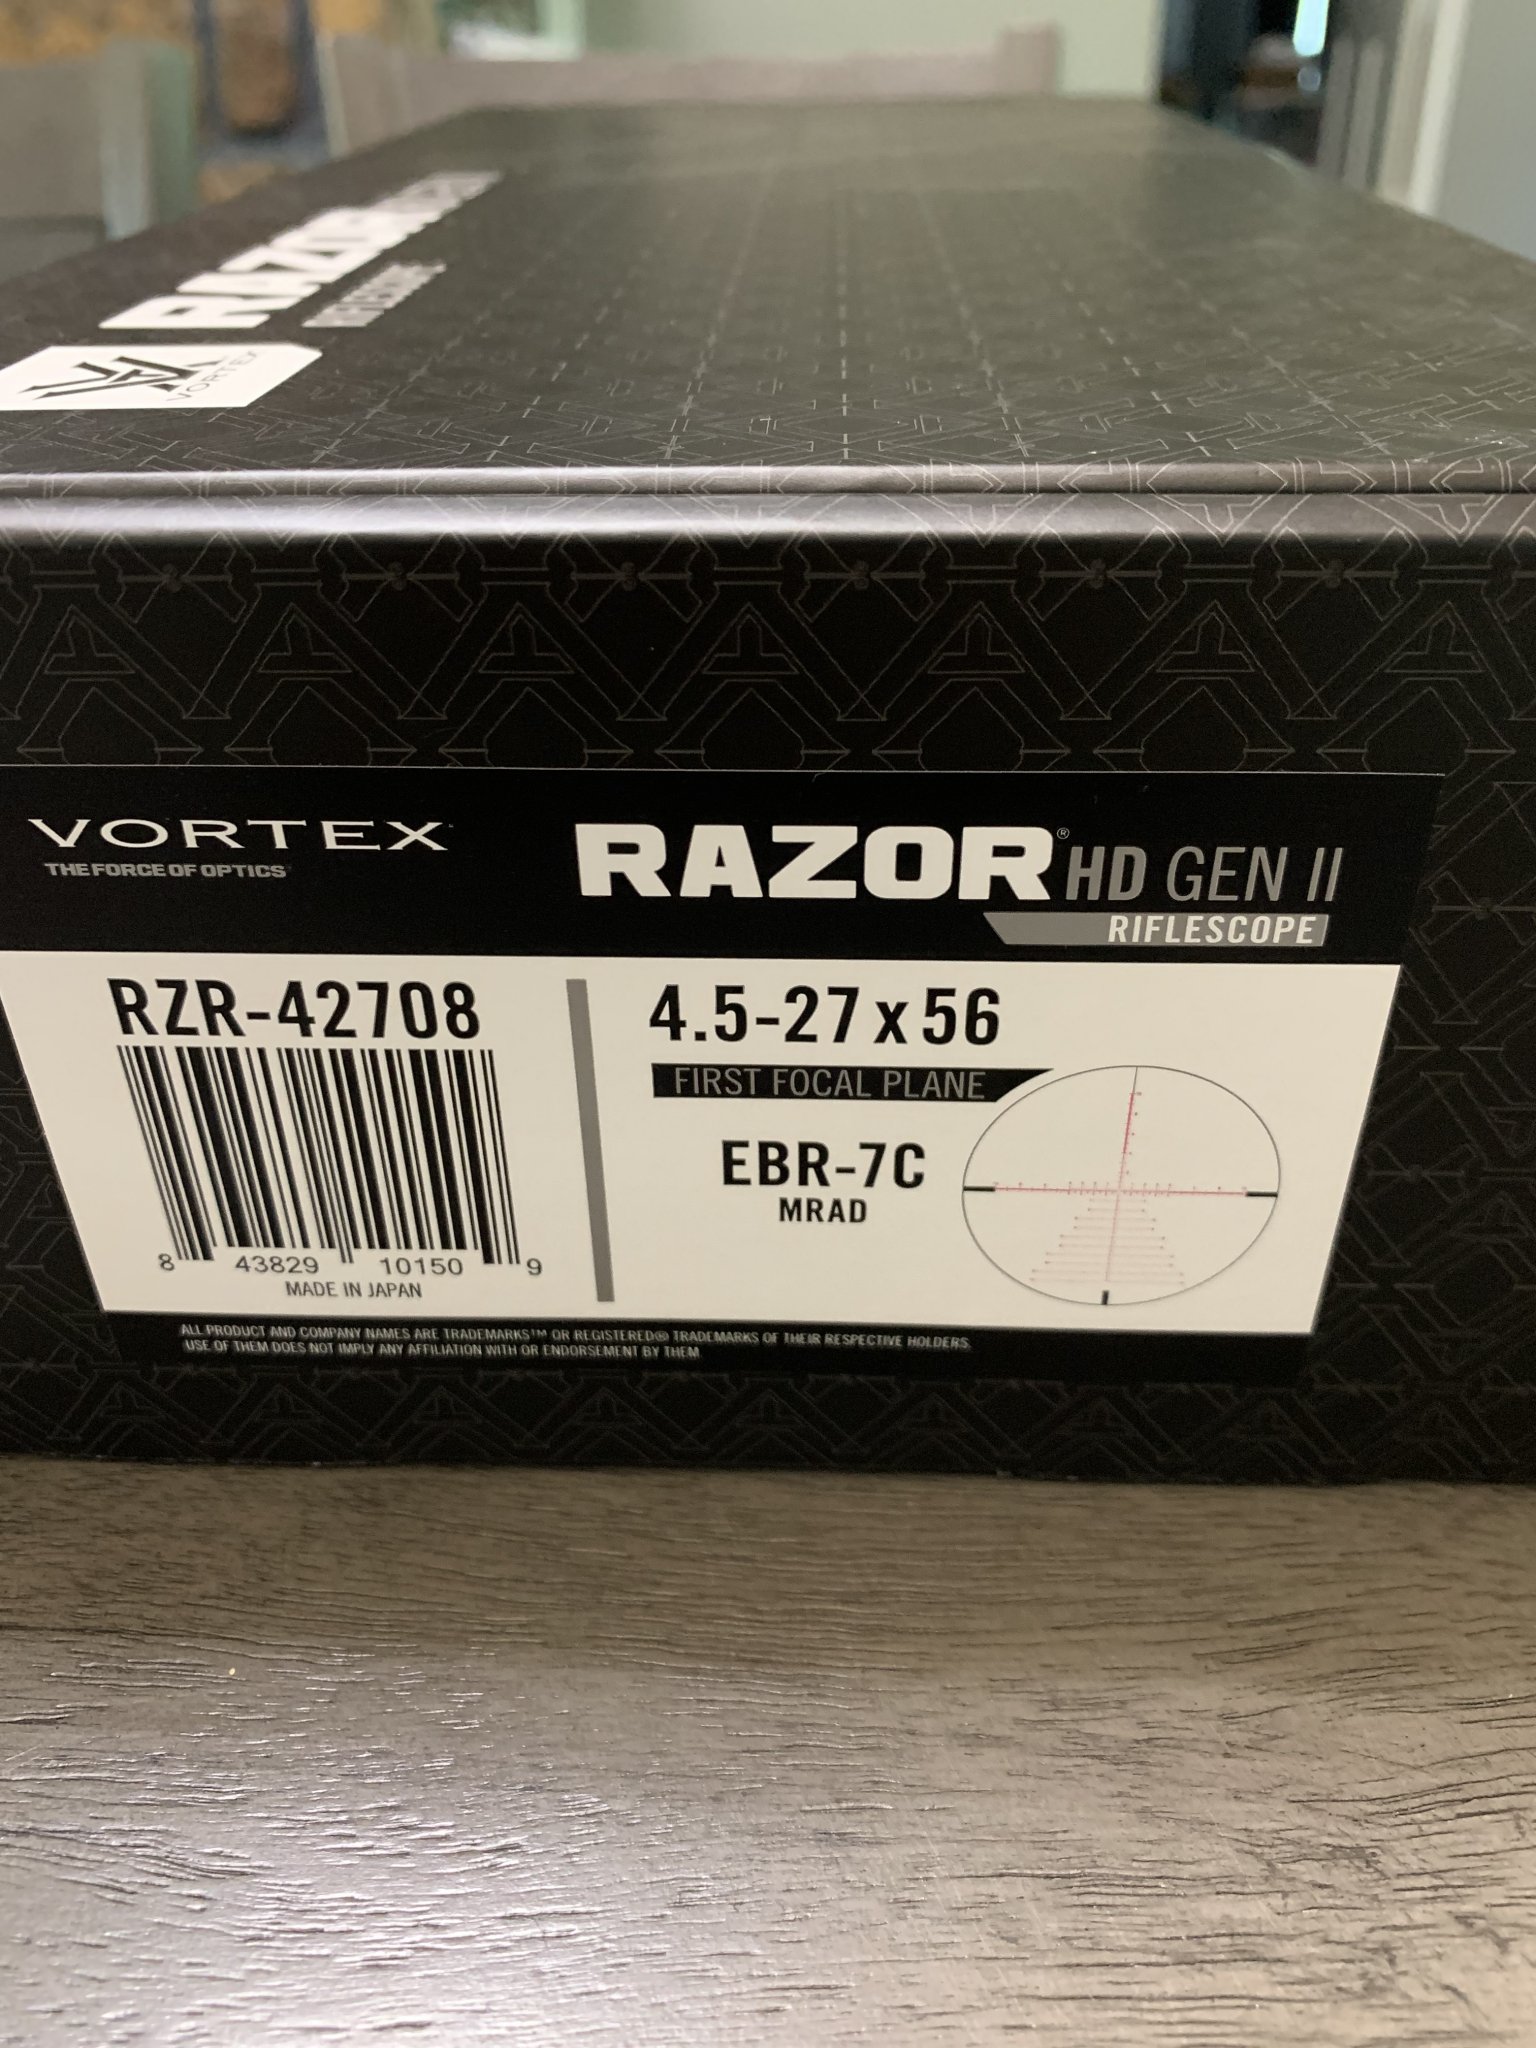 RAZOR
VORTEX
VORTEX
THE FORCE OF OPTICS
RAZOR® HD GEN II
RIFLESCOPE
RZR-42708
8 43829 10150 9
MADE IN JAPAN
4.5-27 x 56
FIRST FOCAL PLANE
EBR-7C
MRAD
ALL PRODUCT AND COMPANY NAMES ARE TRADEMARKS™ OR REGISTERED® TRADEMARKS OF THEIR RESPECTIVE HOLDERS.
USE OF THEM DOES NOT IMPLY ANY AFFILIATION WITH OR ENDORSEMENT BY THEM.